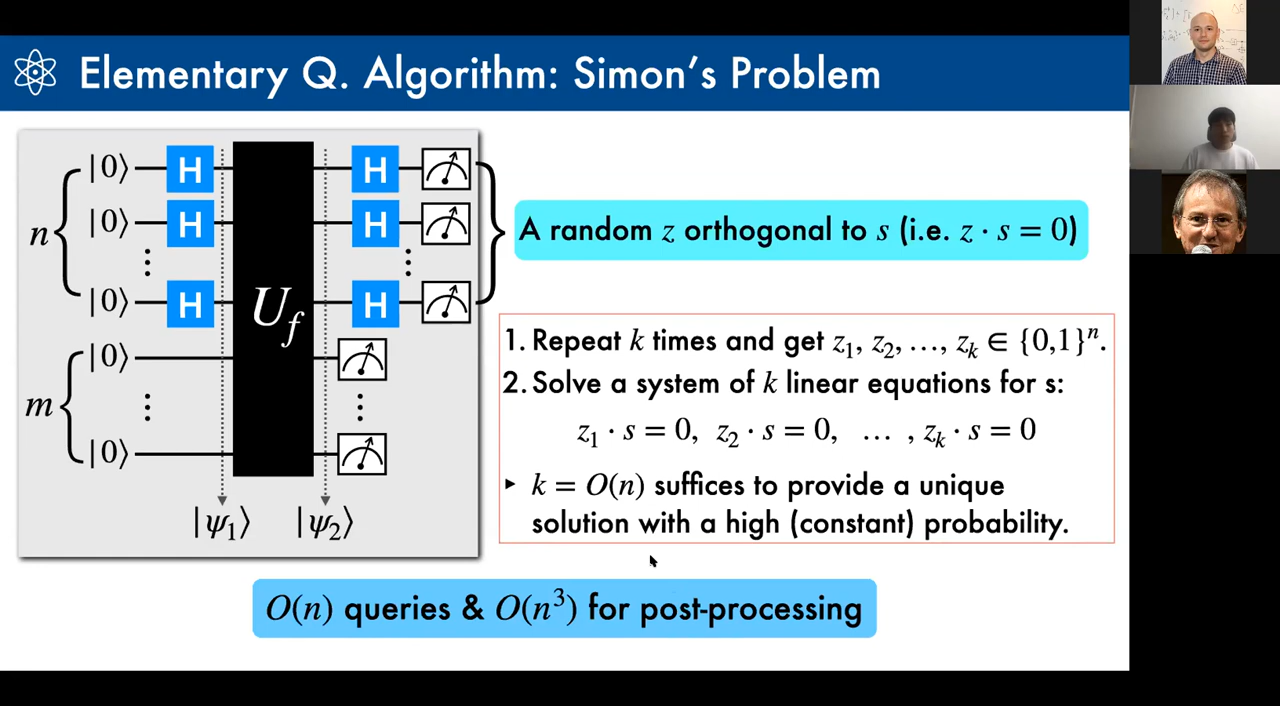 Elementary Q. Algorithm: Simon's Problem
|0⟩ H H
|0⟩ H H
n
⋮ ⋮
|0⟩ H H
U_f
|0⟩
m
⋮ ⋮
|0⟩
|ψ₁⟩ |ψ₂⟩
A random z orthogonal to s (i.e. z · s = 0)
1. Repeat k times and get z₁, z₂, …, zₖ ∈ {0,1}ⁿ.
2. Solve a system of k linear equations for s:
z₁ · s = 0, z₂ · s = 0, … , zₖ · s = 0
‣ k = O(n) suffices to provide a unique
solution with a high (constant) probability.
O(n) queries & O(n³) for post-processing